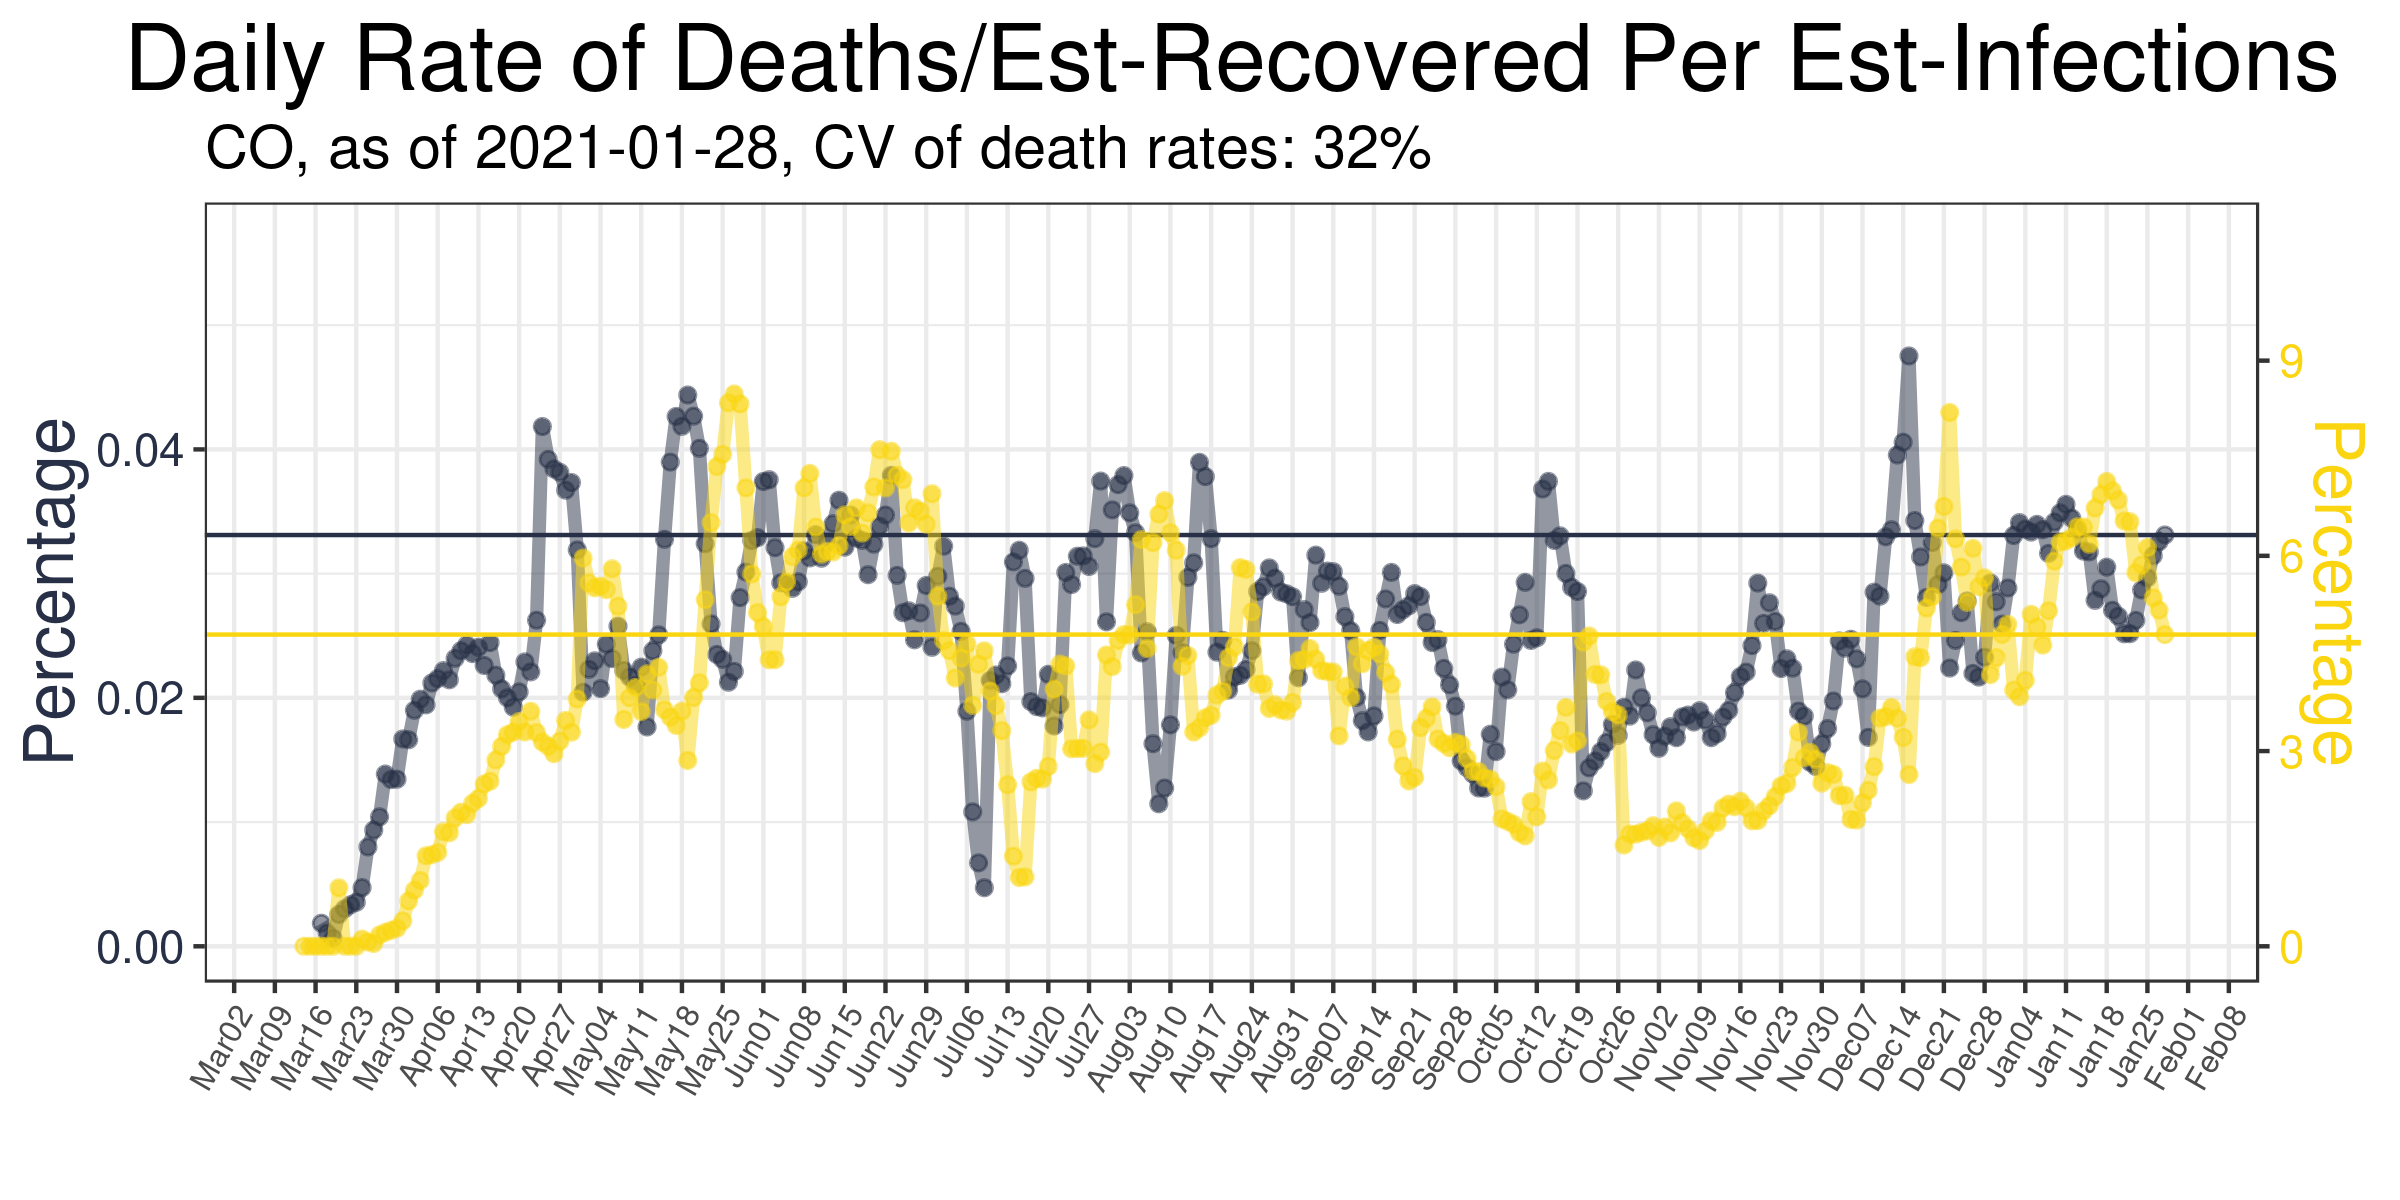 Daily Rate of Deaths/Est-Recovered Per Est-Infections
CO, as of 2021-01-28, CV of death rates: 32%
Percentage
0.04
0.02
0.00
9
6
3
0
Percentage
Mar02
Mar09
Mar16
Mar23
Mar30
Apr06
Apr13
Apr20
Apr27
May04
May11
May18
May25
Jun01
Jun08
Jun15
Jun22
Jun29
Jul06
Jul13
Jul20
Jul27
Aug03
Aug10
Aug17
Aug24
Aug31
Sep07
Sep14
Sep21
Sep28
Oct05
Oct12
Oct19
Oct26
Nov02
Nov09
Nov16
Nov23
Nov30
Dec07
Dec14
Dec21
Dec28
Jan04
Jan11
Jan18
Jan25
Feb01
Feb08